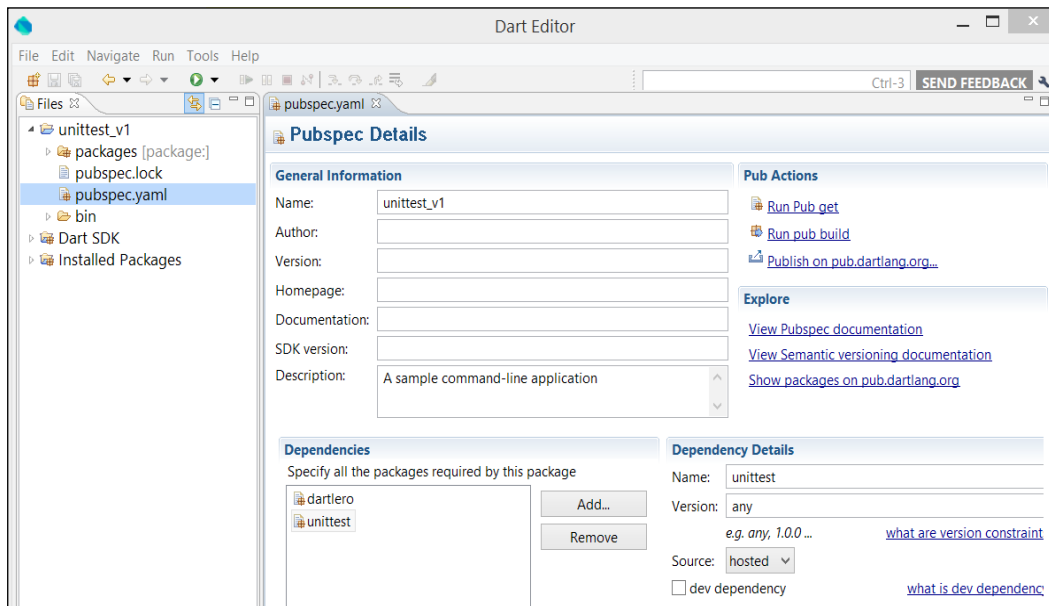 Dart Editor
File Edit Navigate Run Tools Help
Ctrl-3 SEND FEEDBACK
Files
unittest_v1
packages [package:]
pubspec.lock
pubspec.yaml
bin
Dart SDK
Installed Packages
pubspec.yaml
Pubspec Details
General Information
Name: unittest_v1
Author:
Version:
Homepage:
Documentation:
SDK version:
Description: A sample command-line application
Pub Actions
Run Pub get
Run pub build
Publish on pub.dartlang.org...
Explore
View Pubspec documentation
View Semantic versioning documentation
Show packages on pub.dartlang.org
Dependencies
Specify all the packages required by this package
dartlero
unittest
Add...
Remove
Dependency Details
Name: unittest
Version: any
e.g. any, 1.0.0 ... what are version constraint
Source: hosted
dev dependency what is dev dependenc